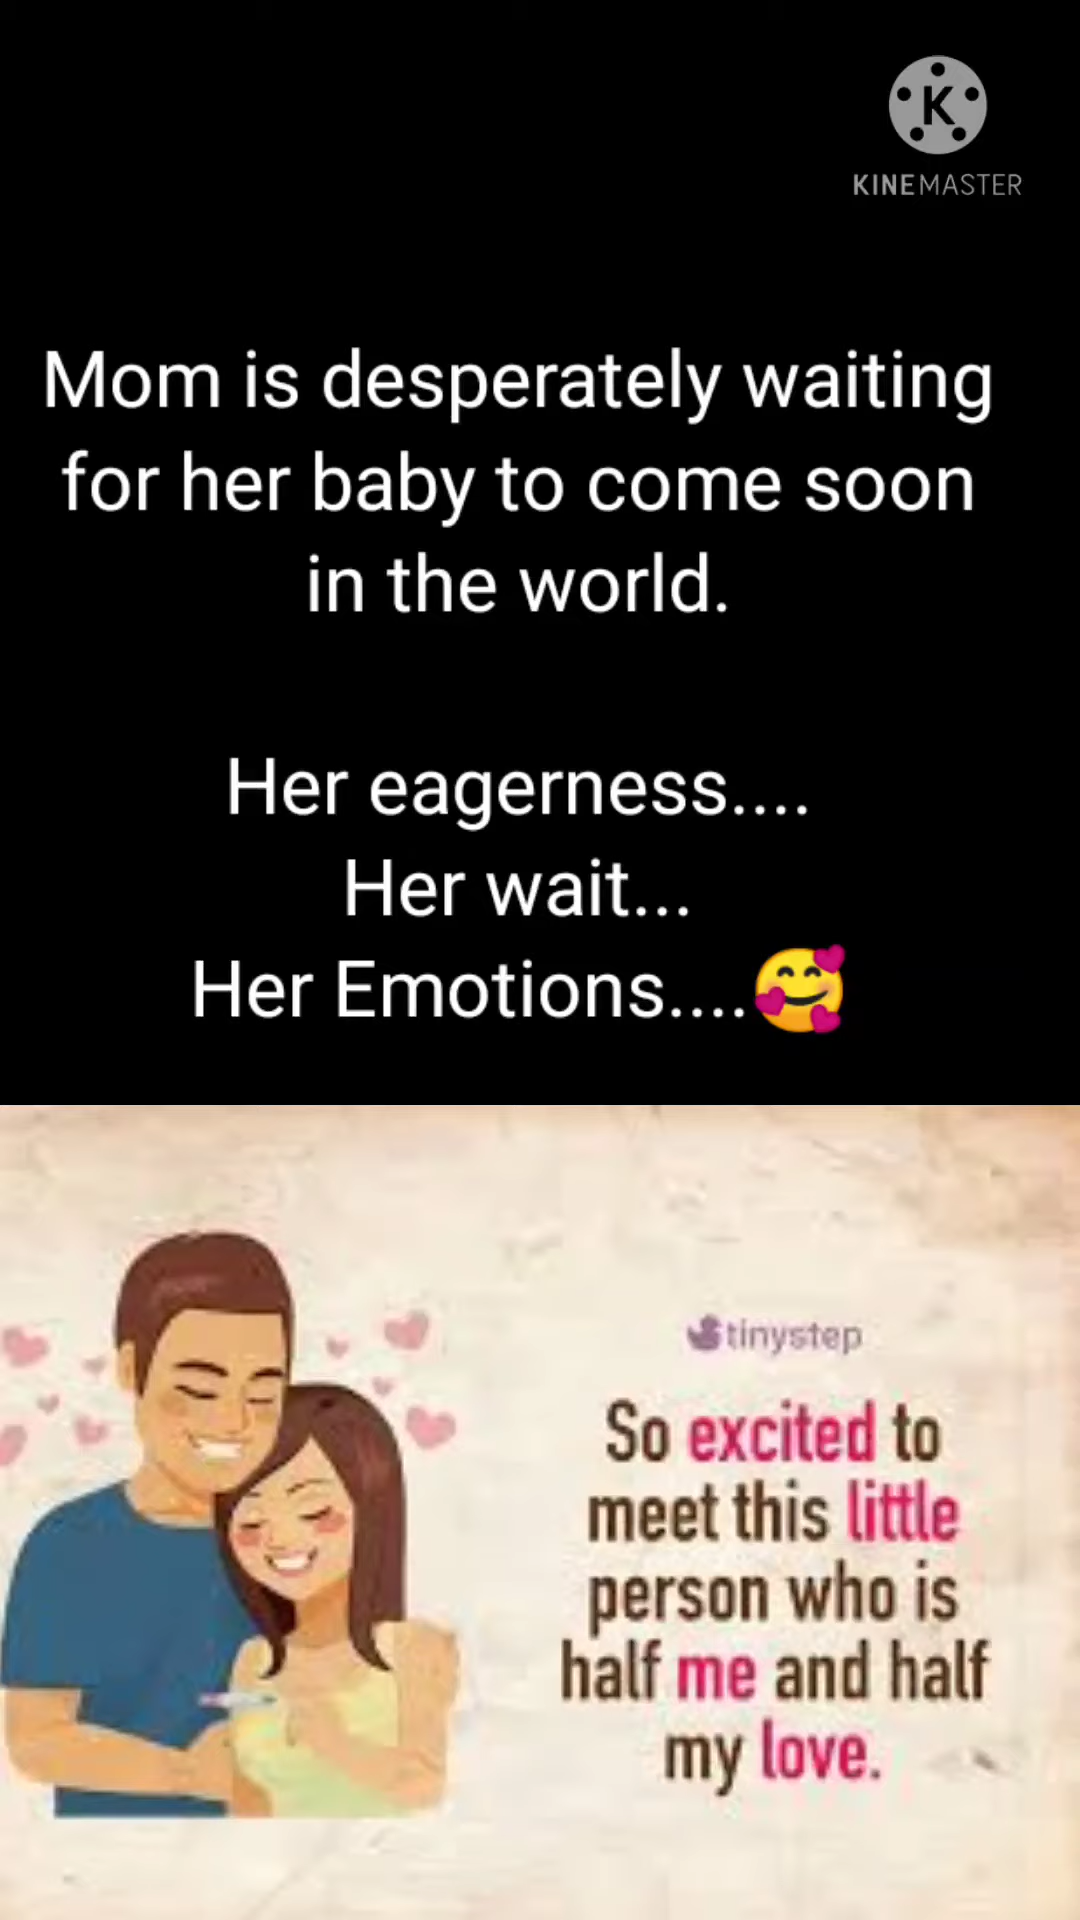 K
KINEMASTER
Mom is desperately waiting
for her baby to come soon
in the world.
Her eagerness....
Her wait...
Her Emotions....🥰
tinystep
So excited to
meet this little
person who is
half me and half
my love.